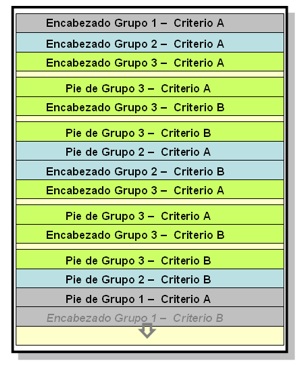 Encabezado Grupo 1 – Criterio A
Encabezado Grupo 2 – Criterio A
Encabezado Grupo 3 – Criterio A
Pie de Grupo 3 – Criterio A
Encabezado Grupo 3 – Criterio B
Pie de Grupo 3 – Criterio B
Pie de Grupo 2 – Criterio A
Encabezado Grupo 2 – Criterio B
Encabezado Grupo 3 – Criterio A
Pie de Grupo 3 – Criterio A
Encabezado Grupo 3 – Criterio B
Pie de Grupo 3 – Criterio B
Pie de Grupo 2 – Criterio B
Pie de Grupo 1 – Criterio A
Encabezado Grupo 1 – Criterio B